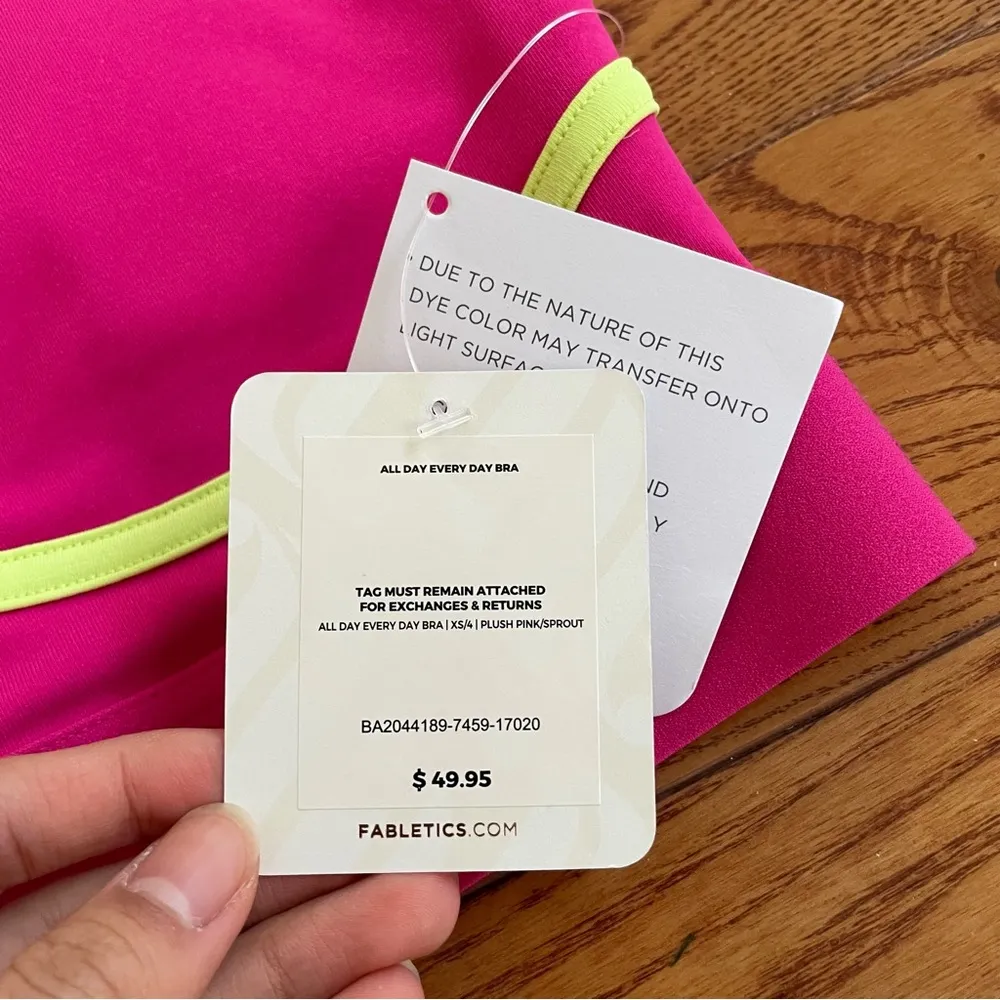 DUE TO THE NATURE OF THIS
DYE COLOR MAY TRANSFER ONTO
LIGHT
ALL DAY EVERY DAY BRA
TAG MUST REMAIN ATTACHED
FOR EXCHANGES & RETURNS
ALL DAY EVERY DAY BRA | XS/4 | PLUSH PINK/SPROUT
BA2044189-7459-17020
$ 49.95
FABLETICS.COM